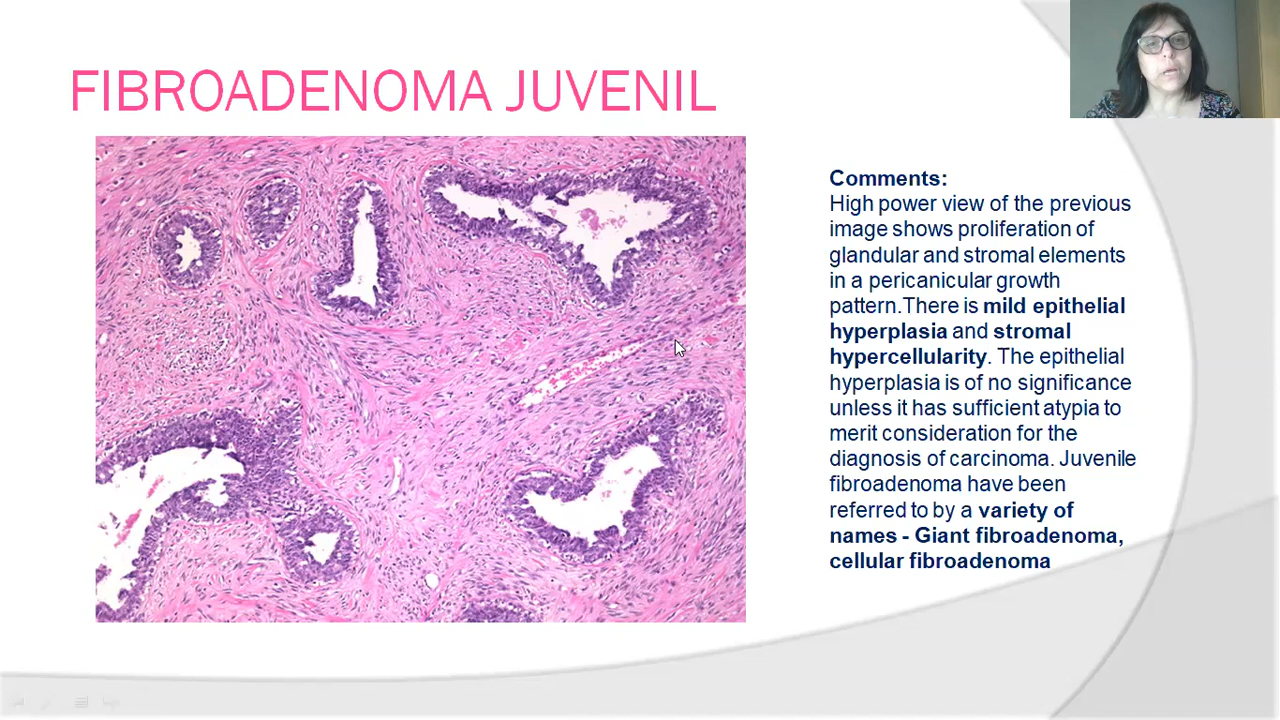 FIBROADENOMA JUVENIL
Comments:
High power view of the previous
image shows proliferation of
glandular and stromal elements
in a pericanicular growth
pattern.There is mild epithelial
hyperplasia and stromal
hypercellularity. The epithelial
hyperplasia is of no significance
unless it has sufficient atypia to
merit consideration for the
diagnosis of carcinoma. Juvenile
fibroadenoma have been
referred to by a variety of
names - Giant fibroadenoma,
cellular fibroadenoma